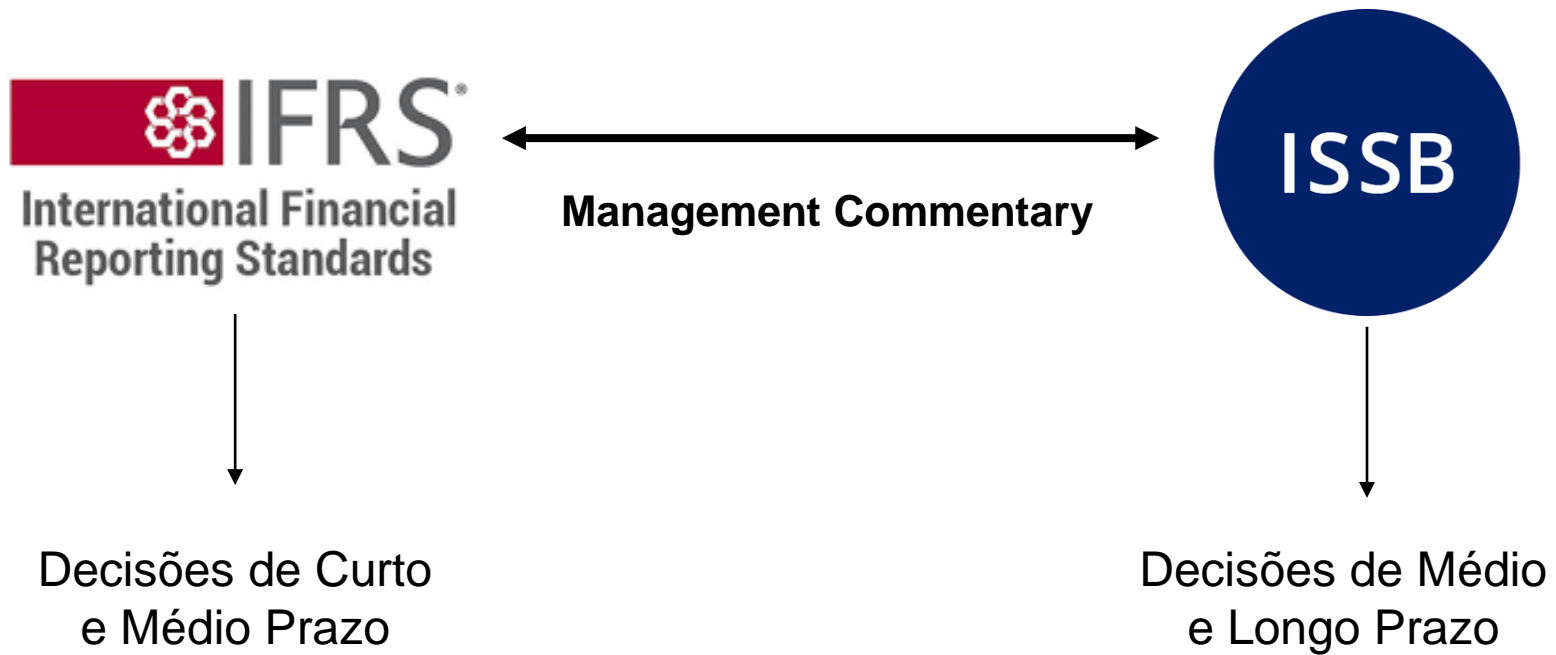 IFRS®
International Financial
Reporting Standards
Management Commentary
ISSB
Decisões de Curto
e Médio Prazo
Decisões de Médio
e Longo Prazo